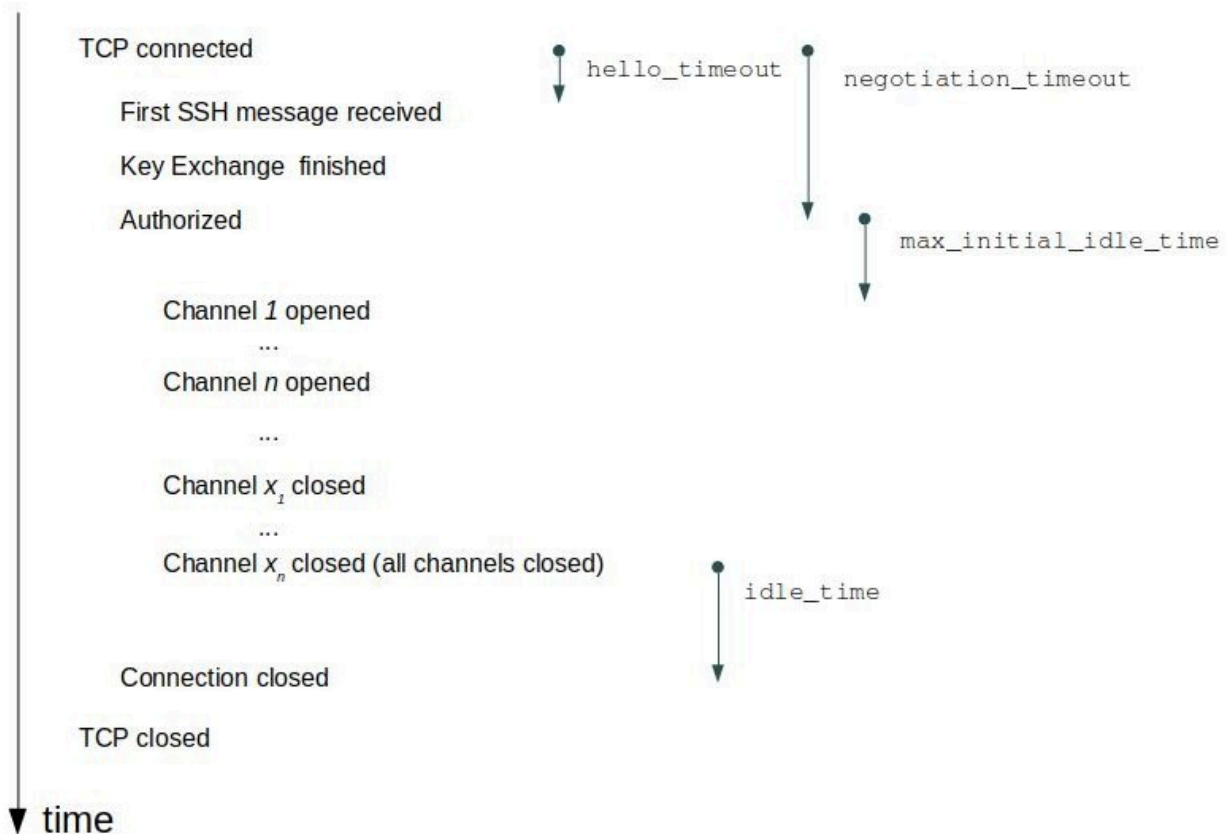 TCP connected
hello_timeout
negotiation_timeout
First SSH message received
Key Exchange finished
Authorized
max_initial_idle_time
Channel 1 opened
...
Channel n opened
...
Channel x₁ closed
...
Channel xₙ closed (all channels closed)
idle_time
Connection closed
TCP closed
time